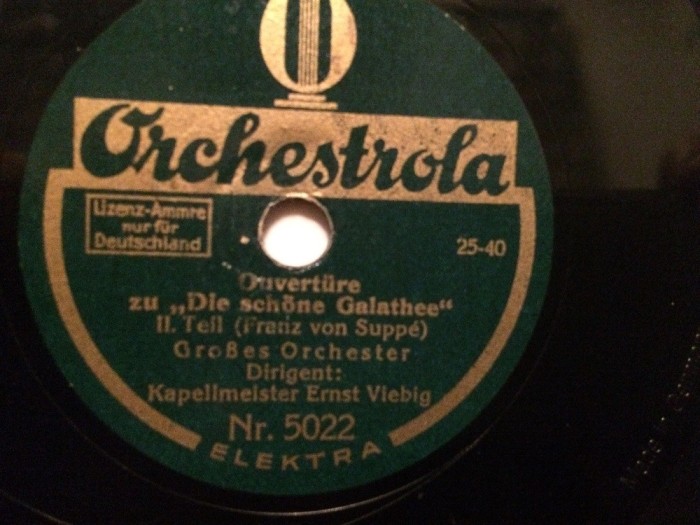 Orchestrola
Lizenz-Ammre
nur für
Deutschland
25-40
Ouvertüre
zu „Die schöne Galathee“
II. Teil (Franz von Suppé)
Großes Orchester
Dirigent:
Kapellmeister Ernst Viebig
Nr. 5022
ELEKTRA